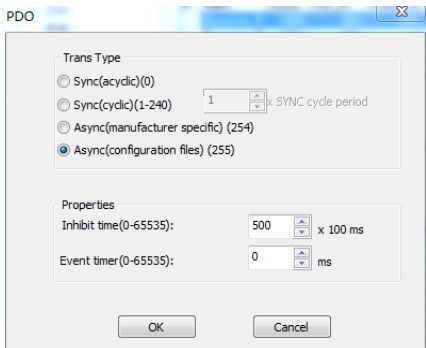 PDO
Trans Type
Sync(acyclic)(0)
Sync(cyclic)(1-240) 1 x SYNC cycle period
Async(manufacturer specific) (254)
Async(configuration files) (255)
Properties
Inhibit time(0-65535): 500 x 100 ms
Event timer(0-65535): 0 ms
OK Cancel